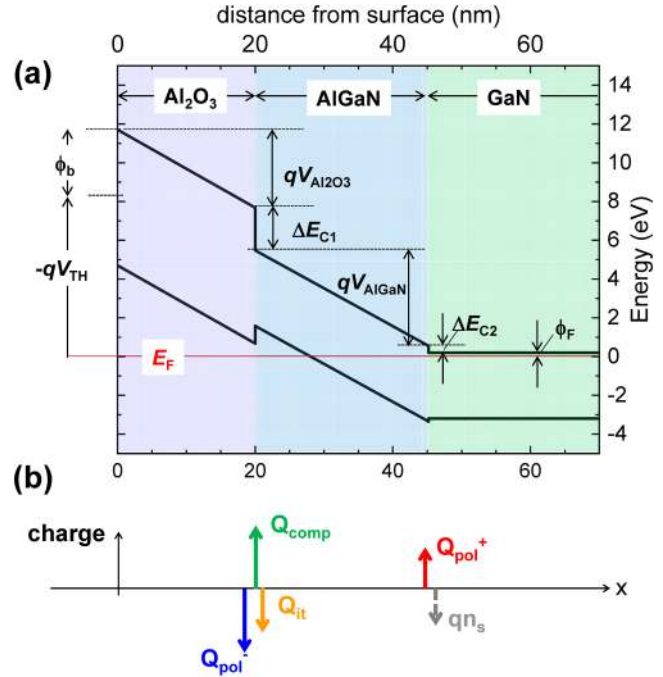 distance from surface (nm)
0 20 40 60
(a)
Al₂O₃ AlGaN GaN
14
12
10
8
6
4
2
0
-2
-4
Energy (eV)
ϕb
-qVTH
qVAl2O3
ΔEC1
qVAlGaN
ΔEC2
ϕF
EF
0 20 40 60
(b)
charge
Qcomp
Qpol+
Qit
Qpol-
qns
x